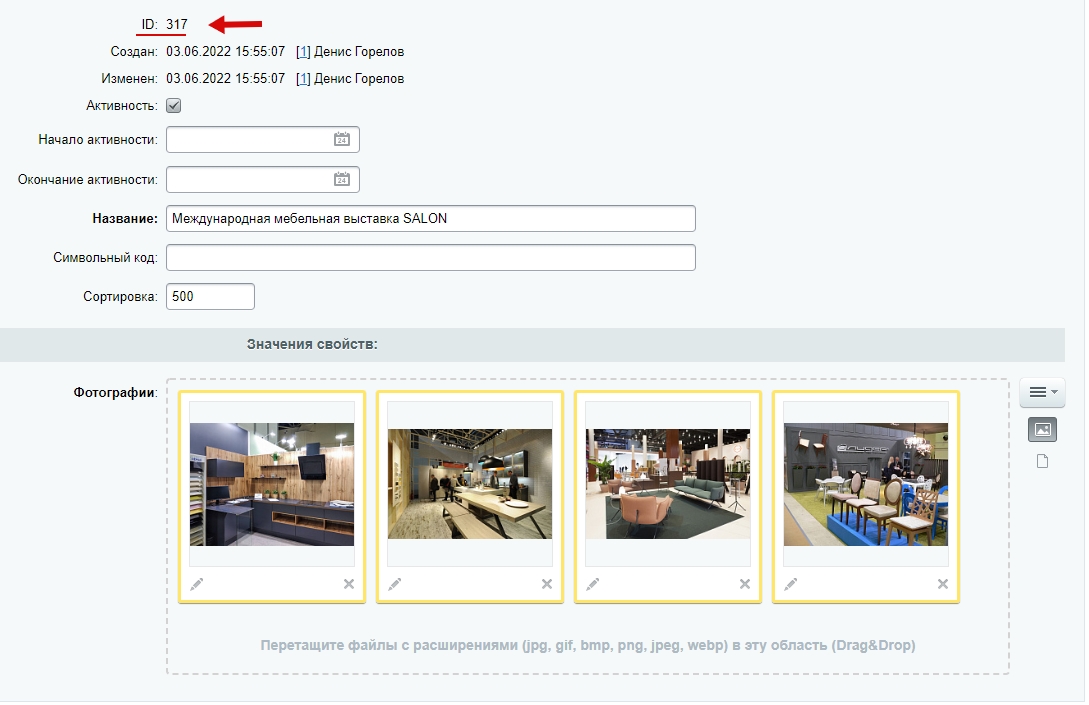 ID: 317
Создан: 03.06.2022 15:55:07 [1] Денис Горелов
Изменен: 03.06.2022 15:55:07 [1] Денис Горелов
Активность:
Начало активности: 24
Окончание активности: 24
Название: Международная мебельная выставка SALON
Символьный код:
Сортировка: 500
Значения свойств:
Фотографии:
Перетащите файлы с расширениями (jpg, gif, bmp, png, jpeg, webp) в эту область (Drag&Drop)